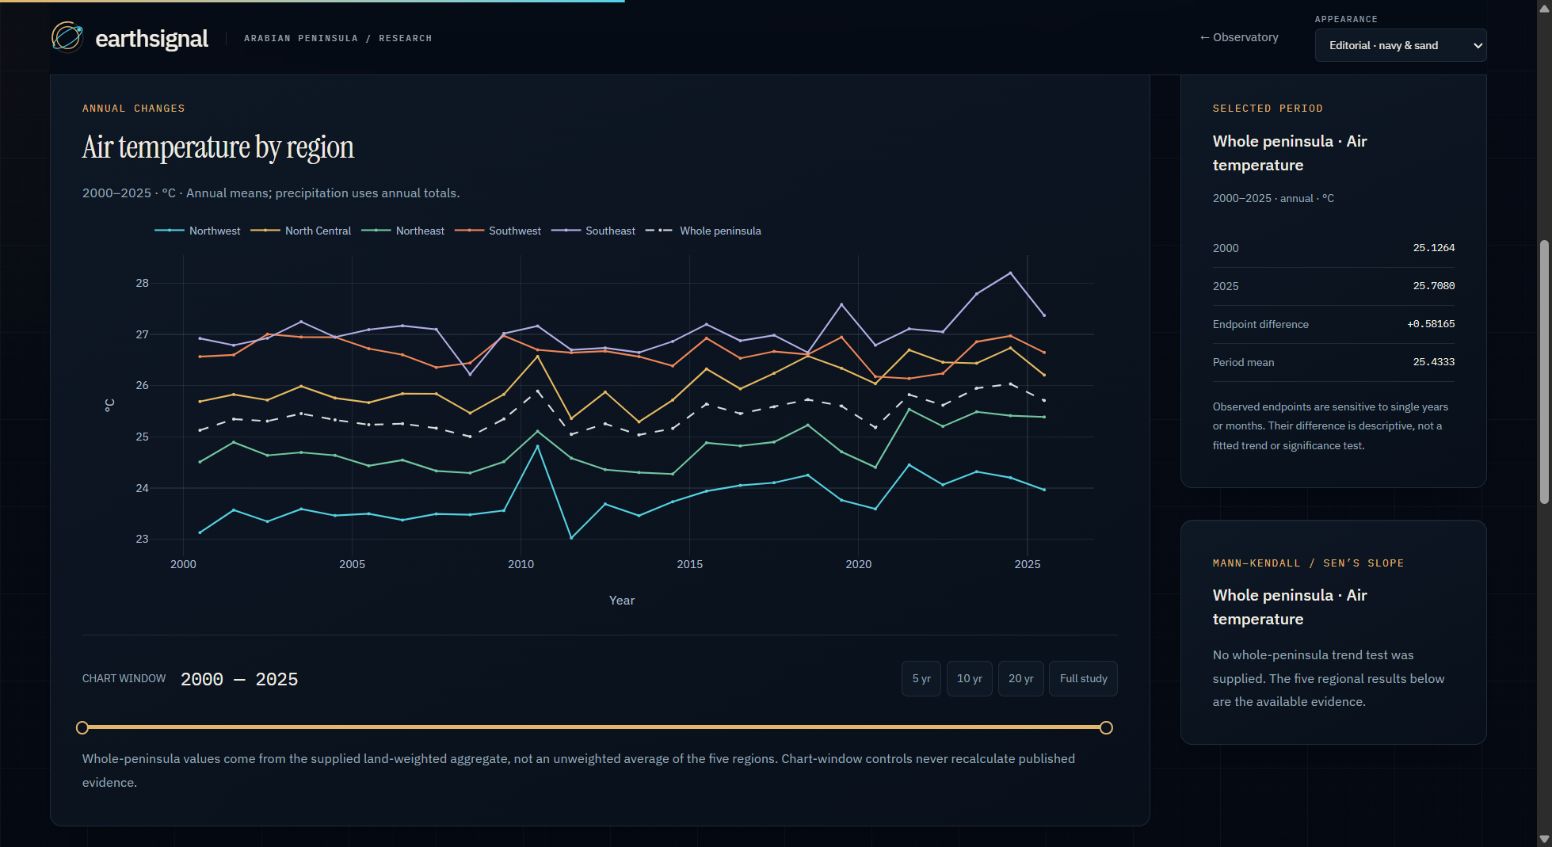 earthsignal
ARABIAN PENINSULA / RESEARCH
← Observatory
APPEARANCE
Editorial · navy & sand
ANNUAL CHANGES
Air temperature by region
2000–2025 · °C · Annual means; precipitation uses annual totals.
Northwest
North Central
Northeast
Southwest
Southeast
Whole peninsula
28
27
26
25
24
23
°C
2000
2005
2010
2015
2020
2025
Year
CHART WINDOW
2000 — 2025
5 yr
10 yr
20 yr
Full study
Whole-peninsula values come from the supplied land-weighted aggregate, not an unweighted average of the five regions. Chart-window controls never recalculate published
evidence.
SELECTED PERIOD
Whole peninsula · Air
temperature
2000–2025 · annual · °C
2000 25.1264
2025 25.7080
Endpoint difference +0.58165
Period mean 25.4333
Observed endpoints are sensitive to single years
or months. Their difference is descriptive, not a
fitted trend or significance test.
MANN–KENDALL / SEN’S SLOPE
Whole peninsula · Air
temperature
No whole-peninsula trend test was
supplied. The five regional results below
are the available evidence.